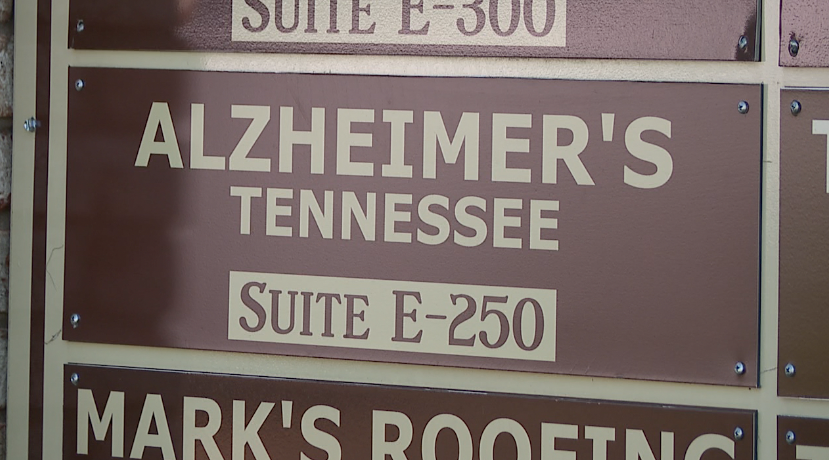 SUITE E-300
ALZHEIMER'S
TENNESSEE
SUITE E-250
MARK'S ROOFING